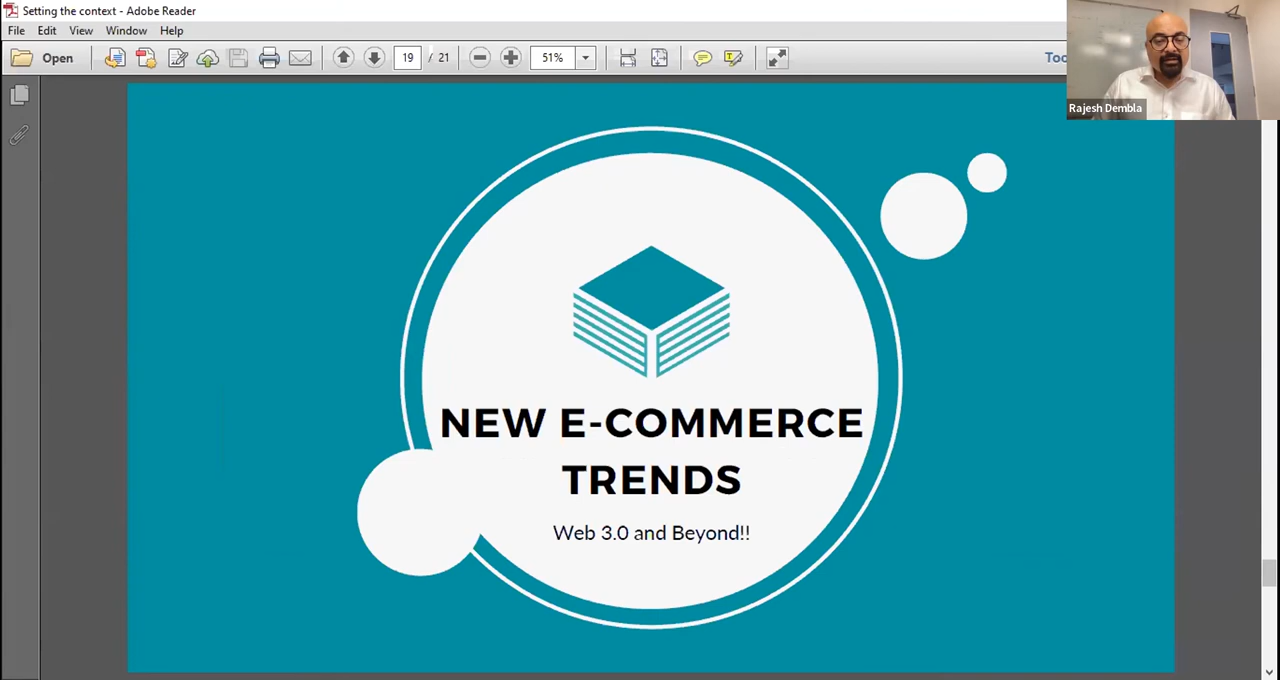 Setting the context - Adobe Reader
File Edit View Window Help
Open 19 / 21 51% Too
Rajesh Dembla
NEW E-COMMERCE
TRENDS
Web 3.0 and Beyond!!